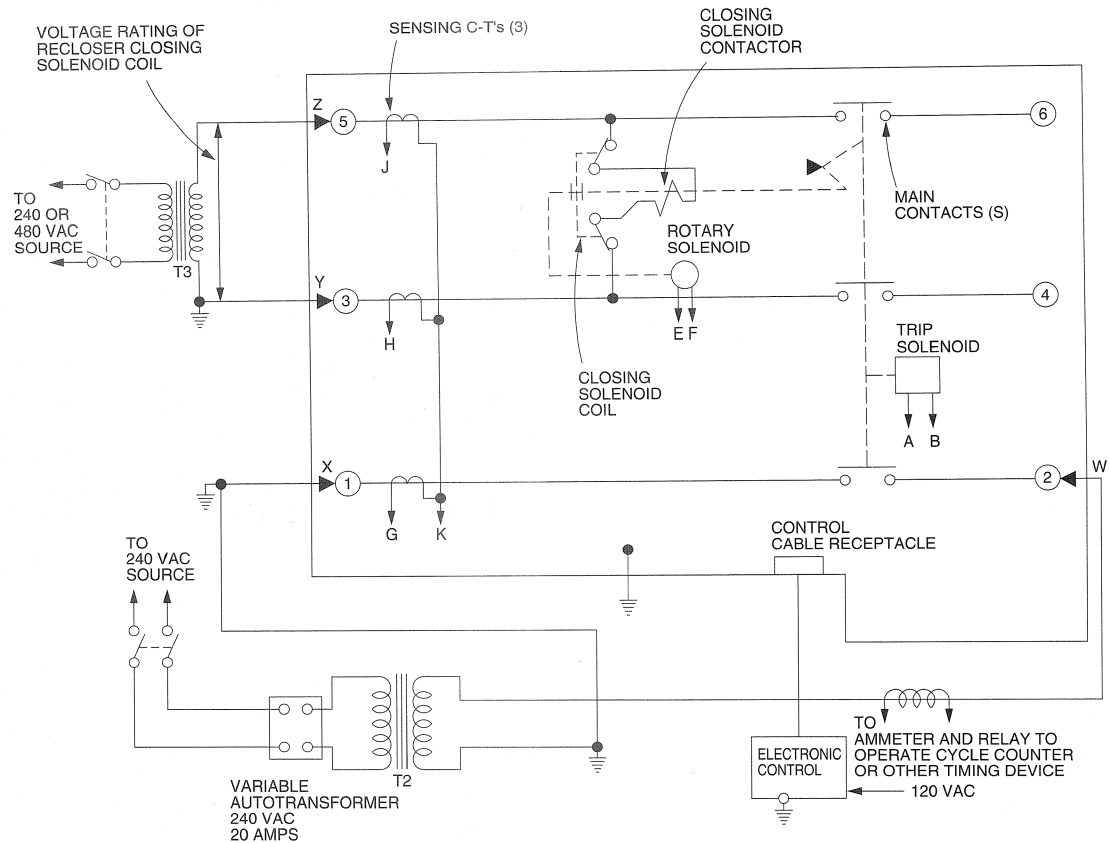 VOLTAGE RATING OF
RECLOSER CLOSING
SOLENOID COIL
SENSING C-T's (3)
CLOSING
SOLENOID
CONTACTOR
Z
5
6
J
TO
240 OR
480 VAC
SOURCE
T3
MAIN
CONTACTS (S)
ROTARY
SOLENOID
Y
3
4
H
E F
TRIP
SOLENOID
CLOSING
SOLENOID
COIL
A B
X
1
2
W
G
K
CONTROL
CABLE RECEPTACLE
TO
240 VAC
SOURCE
T2
VARIABLE
AUTOTRANSFORMER
240 VAC
20 AMPS
TO
AMMETER AND RELAY TO
OPERATE CYCLE COUNTER
OR OTHER TIMING DEVICE
ELECTRONIC
CONTROL
120 VAC